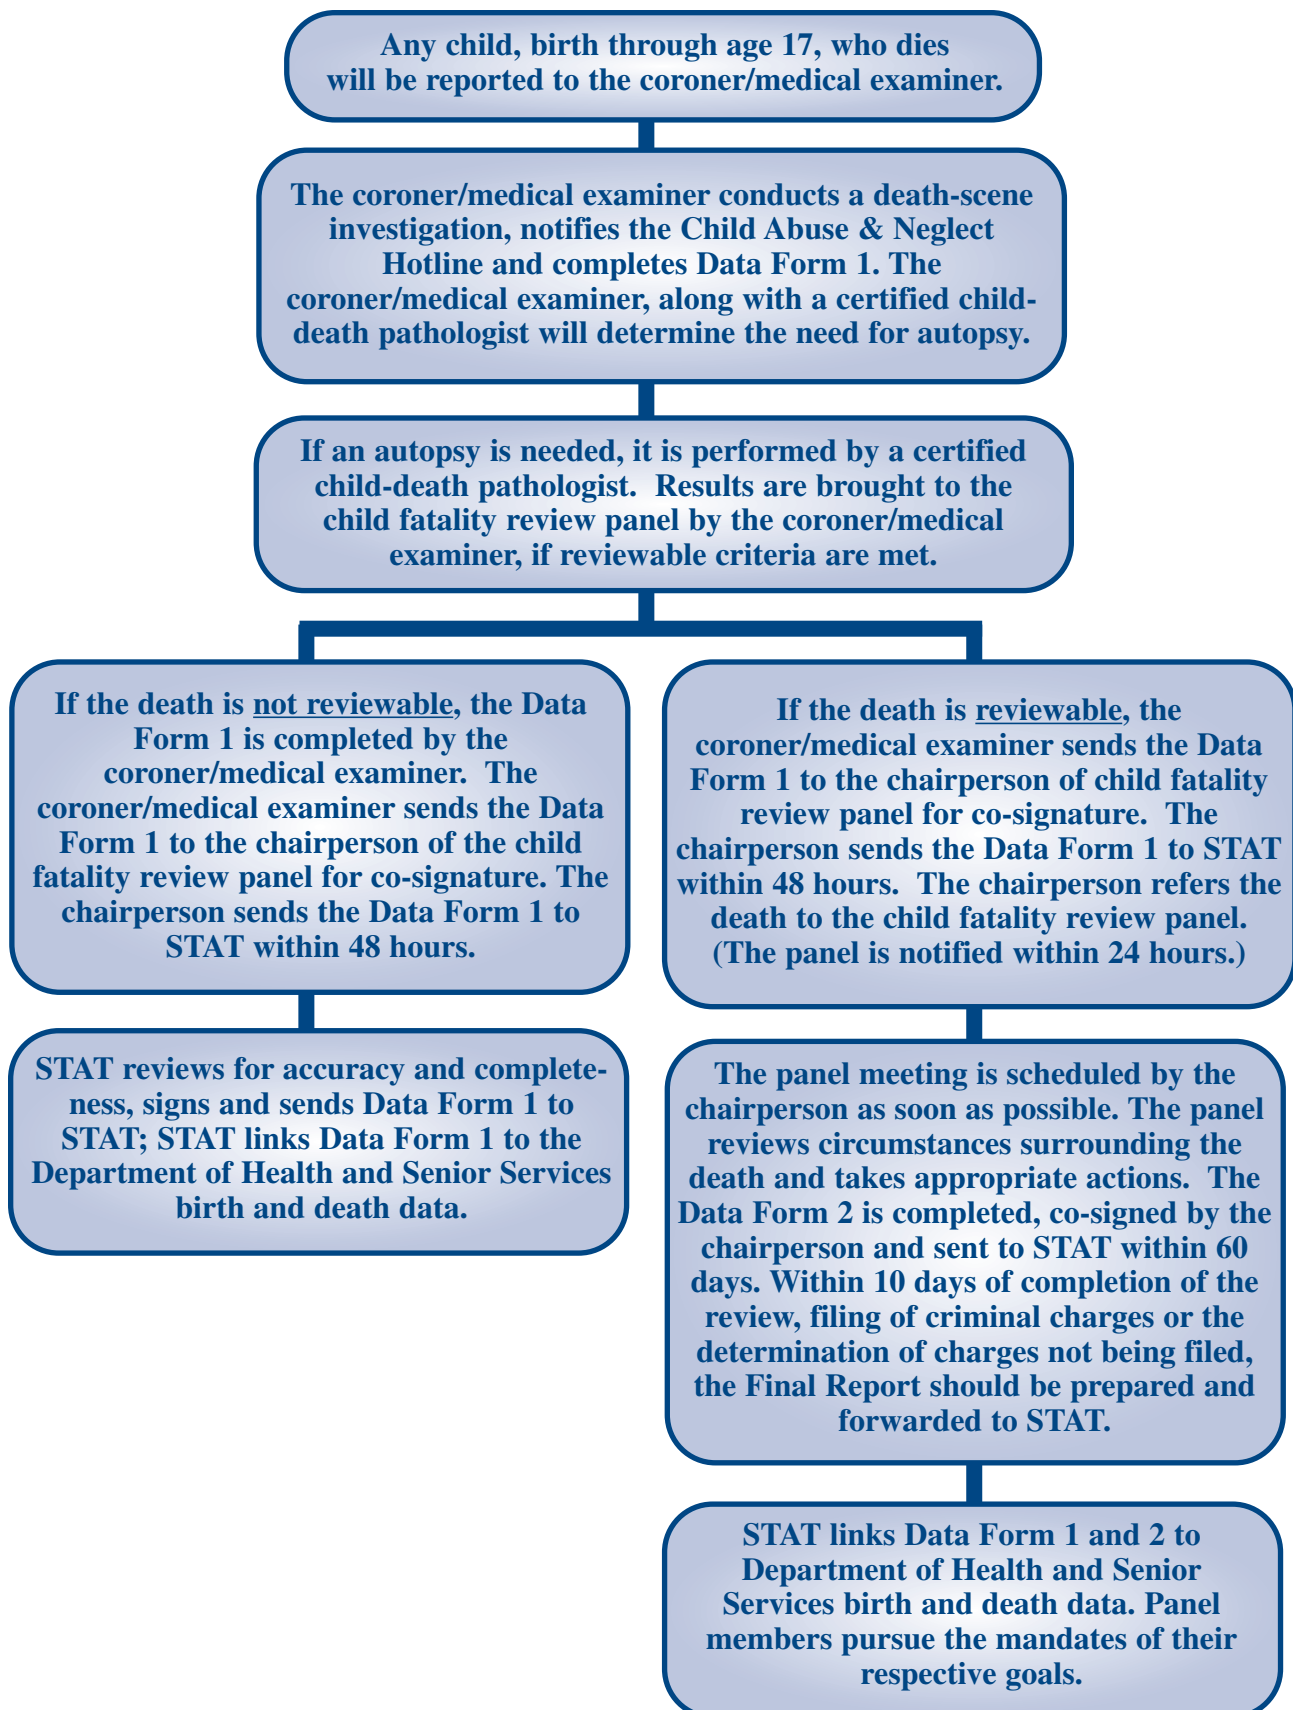 Any child, birth through age 17, who dies
will be reported to the coroner/medical examiner.
The coroner/medical examiner conducts a death-scene
investigation, notifies the Child Abuse & Neglect
Hotline and completes Data Form 1. The
coroner/medical examiner, along with a certified child-
death pathologist will determine the need for autopsy.
If an autopsy is needed, it is performed by a certified
child-death pathologist.  Results are brought to the
child fatality review panel by the coroner/medical
examiner, if reviewable criteria are met.
If the death is not reviewable, the Data
Form 1 is completed by the
coroner/medical examiner.  The
coroner/medical examiner sends the Data
Form 1 to the chairperson of the child
fatality review panel for co-signature. The
chairperson sends the Data Form 1 to
STAT within 48 hours.
STAT reviews for accuracy and complete-
ness, signs and sends Data Form 1 to
STAT; STAT links Data Form 1 to the
Department of Health and Senior Services
birth and death data.
If the death is reviewable, the
coroner/medical examiner sends the Data
Form 1 to the chairperson of child fatality
review panel for co-signature.  The
chairperson sends the Data Form 1 to STAT
within 48 hours.  The chairperson refers the
death to the child fatality review panel.
(The panel is notified within 24 hours.)
The panel meeting is scheduled by the
chairperson as soon as possible. The panel
reviews circumstances surrounding the
death and takes appropriate actions.  The
Data Form 2 is completed, co-signed by the
chairperson and sent to STAT within 60
days. Within 10 days of completion of the
review, filing of criminal charges or the
determination of charges not being filed,
the Final Report should be prepared and
forwarded to STAT.
STAT links Data Form 1 and 2 to
Department of Health and Senior
Services birth and death data. Panel
members pursue the mandates of their
respective goals.